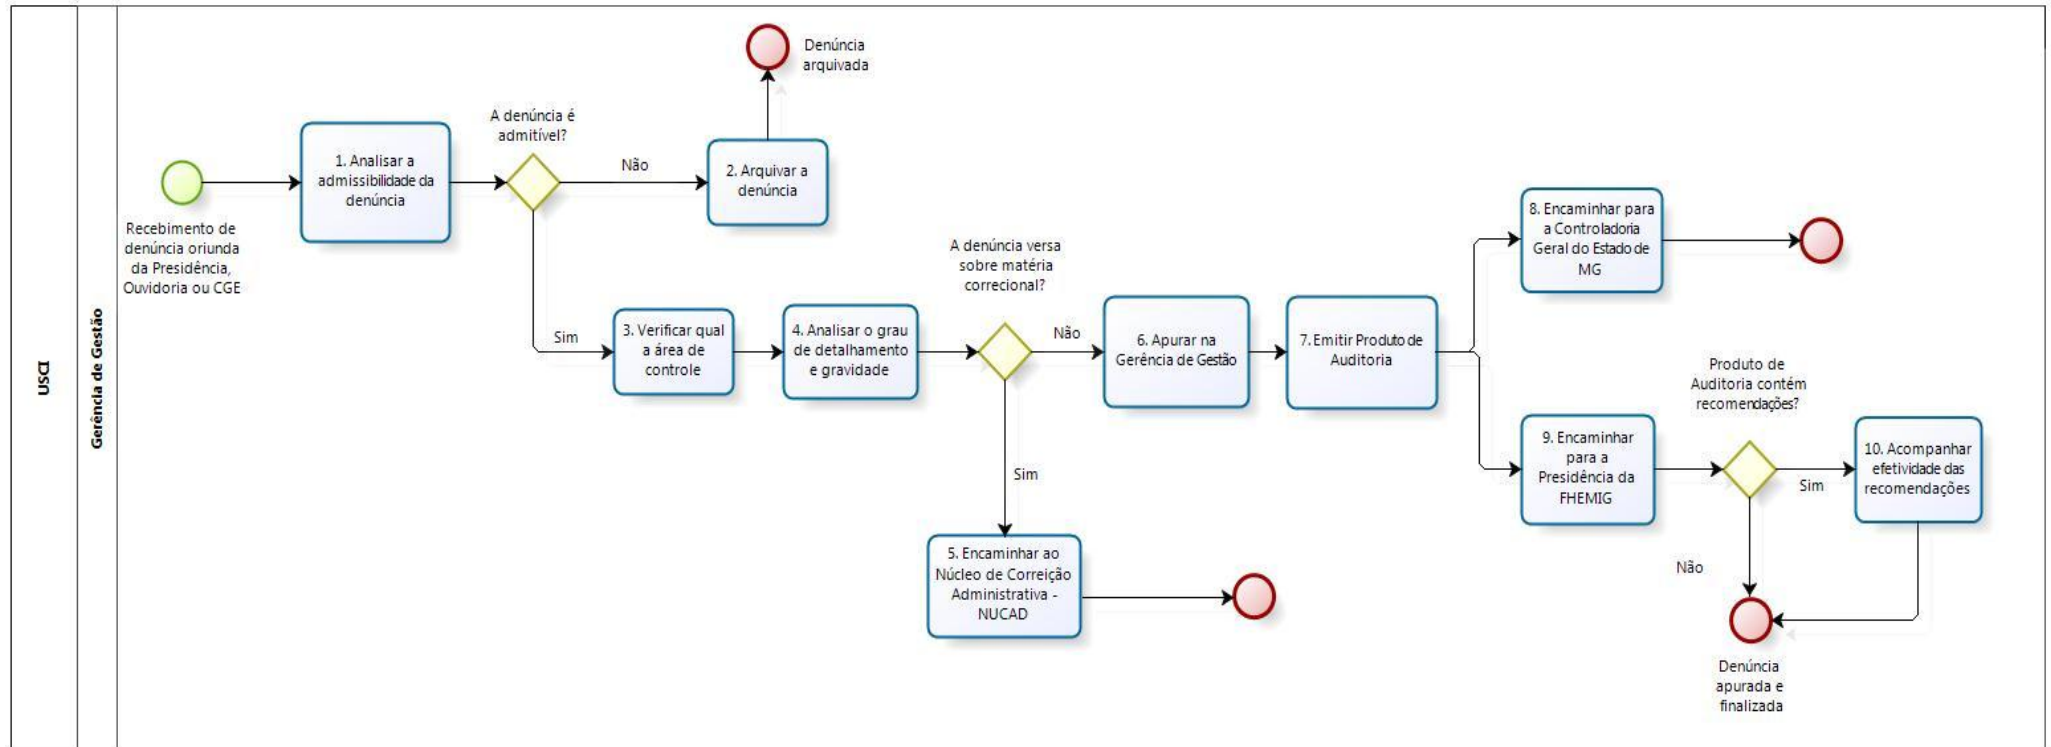 USCI
Gerência de Gestão
Recebimento de
denúncia oriunda
da Presidência,
Ouvidoria ou CGE
1. Analisar a
admissibilidade da
denúncia
A denúncia é
admitível?
Não
2. Arquivar a
denúncia
Denúncia
arquivada
Sim
3. Verificar qual
a área de
controle
4. Analisar o grau
de detalhamento
e gravidade
A denúncia versa
sobre matéria
correcional?
Sim
5. Encaminhar ao
Núcleo de Correição
Administrativa -
NUCAD
Não
6. Apurar na
Gerência de Gestão
7. Emitir Produto de
Auditoria
8. Encaminhar para
a Controladoria
Geral do Estado de
MG
9. Encaminhar
para a
Presidência da
FHEMIG
Produto de
Auditoria contém
recomendações?
Sim
10. Acompanhar
efetividade das
recomendações
Não
Denúncia
apurada e
finalizada